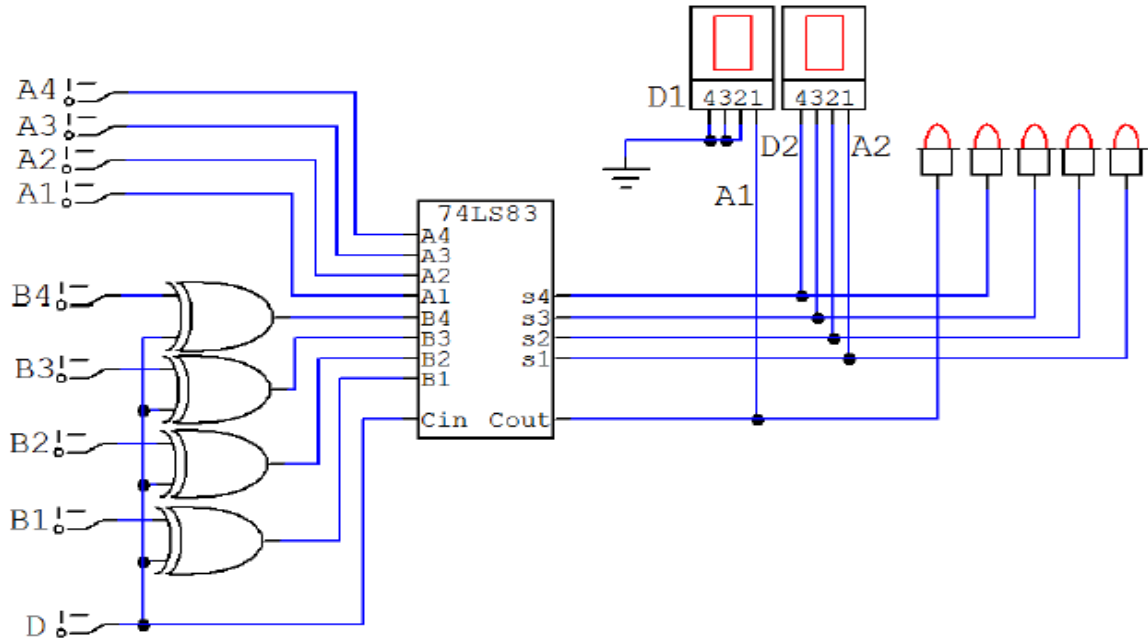 A4
A3
A2
A1
B4
B3
B2
B1
D
74LS83
A4
A3
A2
A1
B4
B3
B2
B1
Cin
s4
s3
s2
s1
Cout
D1
4321
4321
D2
A2
A1